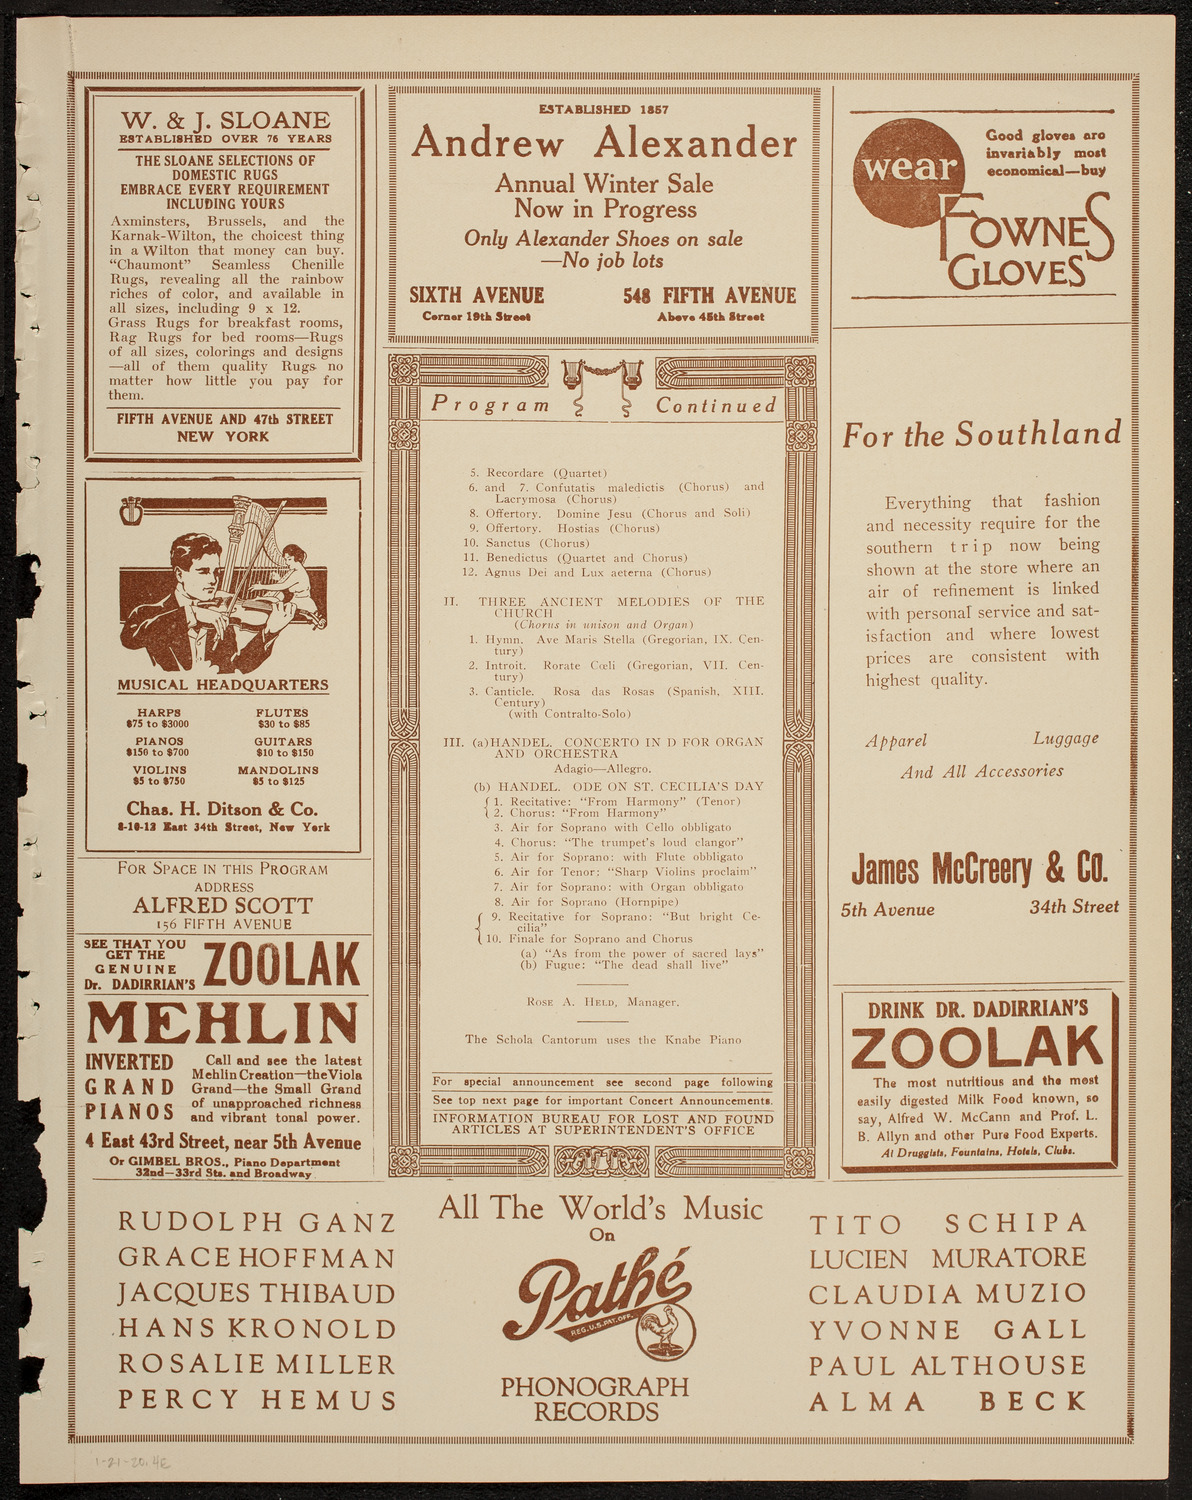 W. & J. SLOANE
ESTABLISHED OVER 76 YEARS
THE SLOANE SELECTIONS OF
DOMESTIC RUGS
EMBRACE EVERY REQUIREMENT
INCLUDING YOURS
Axminsters, Brussels, and the
Karnak-Wilton, the choicest thing
in a Wilton that money can buy.
"Chaumont" Seamless Chenille
Rugs, revealing all the rainbow
riches of color, and available in
all sizes, including 9 x 12.
Grass Rugs for breakfast rooms,
Rag Rugs for bed rooms—Rugs
of all sizes, colorings and designs
—all of them quality Rugs no
matter how little you pay for
them.
FIFTH AVENUE AND 47th STREET
NEW YORK
MUSICAL HEADQUARTERS
HARPS FLUTES
$75 to $3000 $30 to $85
PIANOS GUITARS
$150 to $700 $10 to $150
VIOLINS MANDOLINS
$5 to $750 $5 to $125
Chas. H. Ditson & Co.
8-10-12 East 34th Street, New York
FOR SPACE IN THIS PROGRAM
ADDRESS
ALFRED SCOTT
156 FIFTH AVENUE
SEE THAT YOU
GET THE
GENUINE
Dr. DADIRRIAN'S
ZOOLAK
MEHLIN
INVERTED
GRAND
PIANOS
Call and see the latest
Mehlin Creation—the Viola
Grand—the Small Grand
of unapproached richness
and vibrant tonal power.
4 East 43rd Street, near 5th Avenue
Or GIMBEL BROS., Piano Department
32nd—33rd Sts. and Broadway
ESTABLISHED 1857
Andrew Alexander
Annual Winter Sale
Now in Progress
Only Alexander Shoes on sale
—No job lots
SIXTH AVENUE 548 FIFTH AVENUE
Corner 19th Street Above 45th Street
Program Continued
5. Recordare (Quartet)
6. and 7. Confutatis maledictis (Chorus) and
Lacrymosa (Chorus)
8. Offertory. Domine Jesu (Chorus and Soli)
9. Offertory. Hostias (Chorus)
10. Sanctus (Chorus)
11. Benedictus (Quartet and Chorus)
12. Agnus Dei and Lux aeterna (Chorus)
II. THREE ANCIENT MELODIES OF THE
CHURCH
(Chorus in unison and Organ)
1. Hymn. Ave Maris Stella (Gregorian, IX. Cen-
tury)
2. Introit. Rorate Cœli (Gregorian, VII. Cen-
tury)
3. Canticle. Rosa das Rosas (Spanish, XIII.
Century)
(with Contralto-Solo)
III. (a) HANDEL. CONCERTO IN D FOR ORGAN
AND ORCHESTRA
Adagio—Allegro.
(b) HANDEL. ODE ON ST. CECILIA'S DAY
1. Recitative: "From Harmony" (Tenor)
2. Chorus: "From Harmony"
3. Air for Soprano with Cello obbligato
4. Chorus: "The trumpet's loud clangor"
5. Air for Soprano: with Flute obbligato
6. Air for Tenor: "Sharp Violins proclaim"
7. Air for Soprano: with Organ obbligato
8. Air for Soprano (Hornpipe)
9. Recitative for Soprano: "But bright Ce-
cilia"
10. Finale for Soprano and Chorus
(a) "As from the power of sacred lays"
(b) Fugue: "The dead shall live"
ROSE A. HELD, Manager.
The Schola Cantorum uses the Knabe Piano
For special announcement see second page following
See top next page for important Concert Announcements.
INFORMATION BUREAU FOR LOST AND FOUND
ARTICLES AT SUPERINTENDENT'S OFFICE
wear
Good gloves are
invariably most
economical—buy
FOWNES
GLOVES
For the Southland
Everything that fashion
and necessity require for the
southern trip now being
shown at the store where an
air of refinement is linked
with personal service and sat-
isfaction and where lowest
prices are consistent with
highest quality.
Apparel Luggage
And All Accessories
James McCreery & Co.
5th Avenue 34th Street
DRINK DR. DADIRRIAN'S
ZOOLAK
The most nutritious and the most
easily digested Milk Food known, so
say, Alfred W. McCann and Prof. L.
B. Allyn and other Pure Food Experts.
At Druggists, Fountains, Hotels, Clubs.
RUDOLPH GANZ
GRACE HOFFMAN
JACQUES THIBAUD
HANS KRONOLD
ROSALIE MILLER
PERCY HEMUS
All The World's Music
On
Pathé
REG. U.S. PAT. OFF.
PHONOGRAPH
RECORDS
TITO SCHIPA
LUCIEN MURATORE
CLAUDIA MUZIO
YVONNE GALL
PAUL ALTHOUSE
ALMA BECK
1-21-20.4E